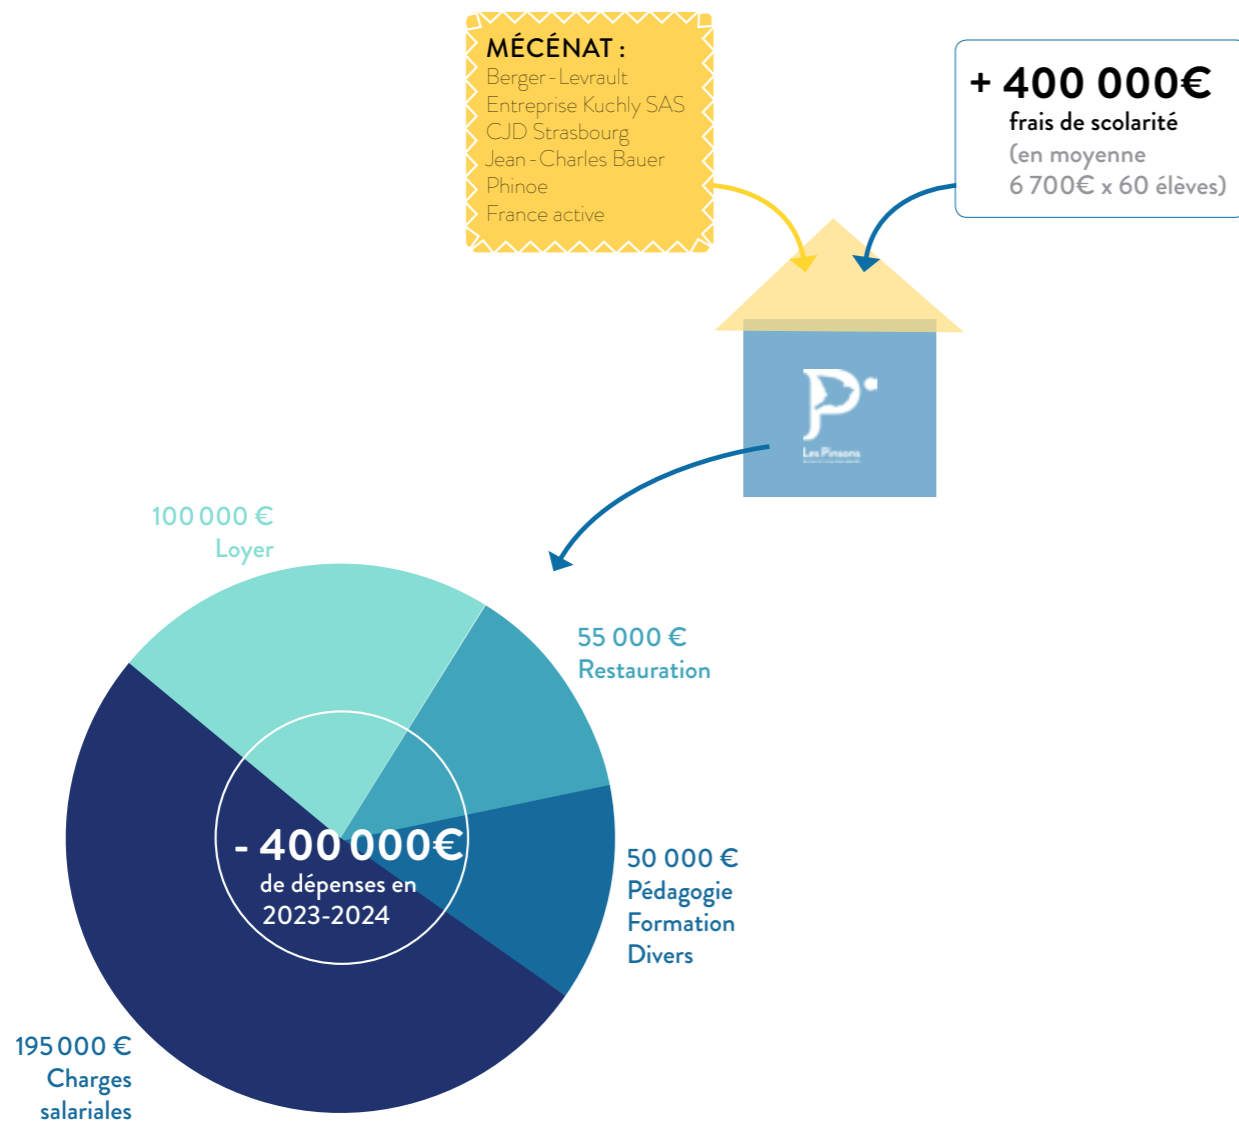 MÉCÉNAT :
Berger-Levrault
Entreprise Kuchly SAS
CJD Strasbourg
Jean-Charles Bauer
Phinoe
France active
+ 400 000€
frais de scolarité
(en moyenne
6 700€ x 60 élèves)
Les Pinsons
100 000 €
Loyer
55 000 €
Restauration
- 400 000€
de dépenses en
2023-2024
50 000 €
Pédagogie
Formation
Divers
195 000 €
Charges
salariales